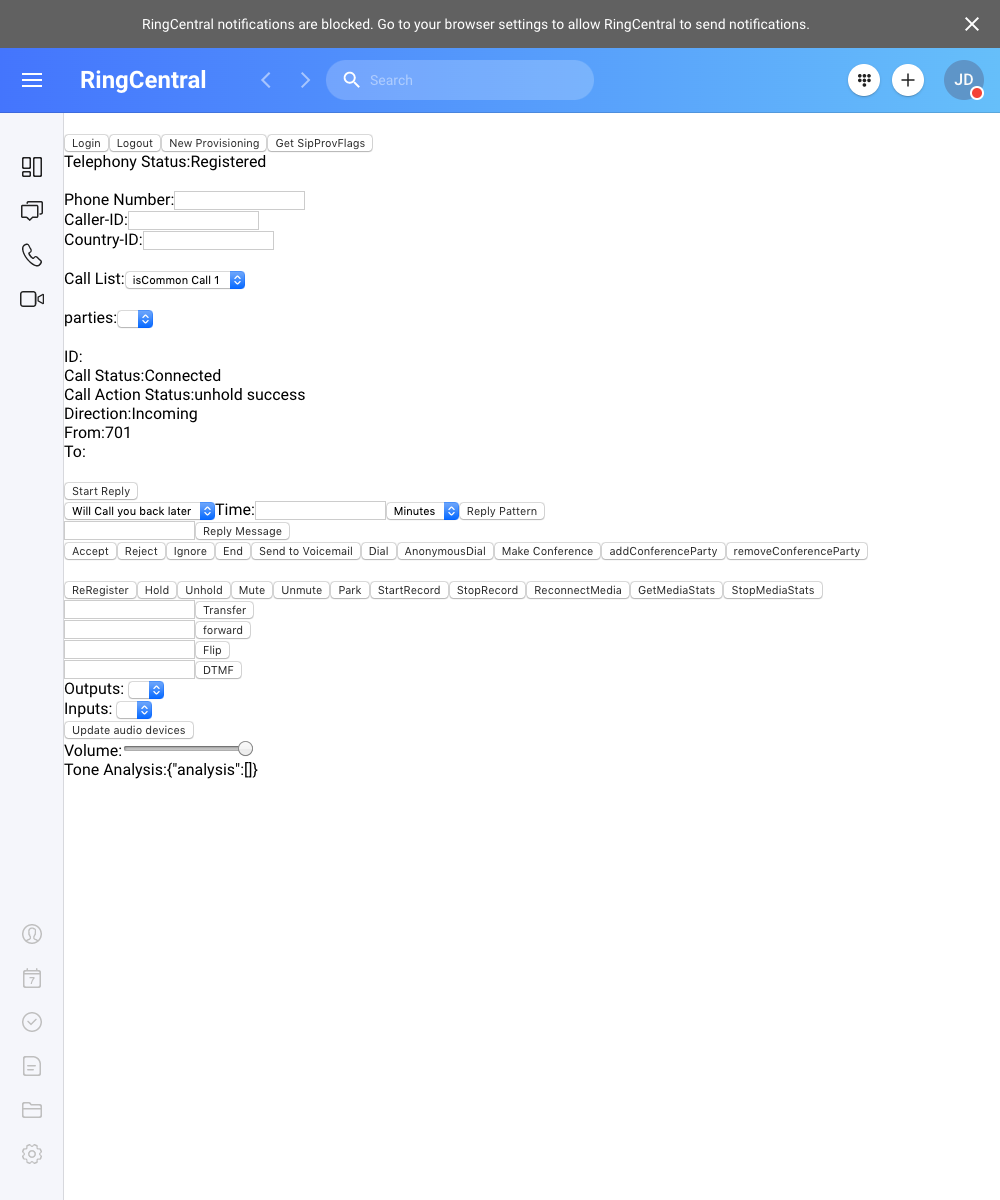 RingCentral notifications are blocked. Go to your browser settings to allow RingCentral to send notifications.
RingCentral Search JD
Login Logout New Provisioning Get SipProvFlags
Telephony Status:Registered
Phone Number:
Caller-ID:
Country-ID:
Call List: isCommon Call 1
parties:
ID:
Call Status:Connected
Call Action Status:unhold success
Direction:Incoming
From:701
To:
Start Reply
Will Call you back later Time: Minutes Reply Pattern
Reply Message
Accept Reject Ignore End Send to Voicemail Dial AnonymousDial Make Conference addConferenceParty removeConferenceParty
ReRegister Hold Unhold Mute Unmute Park StartRecord StopRecord ReconnectMedia GetMediaStats StopMediaStats
Transfer
forward
Flip
DTMF
Outputs:
Inputs:
Update audio devices
Volume:
Tone Analysis:{"analysis":[]}
7